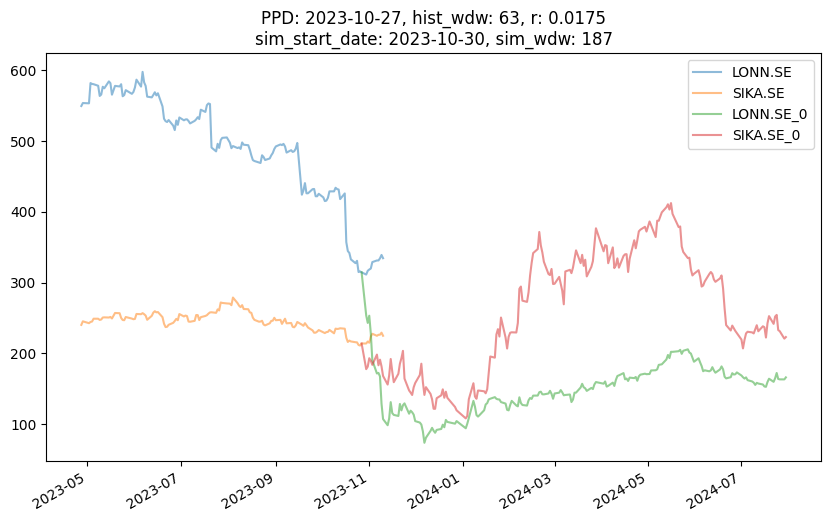 PPD: 2023-10-27, hist_wdw: 63, r: 0.0175
sim_start_date: 2023-10-30, sim_wdw: 187
LONN.SE
SIKA.SE
LONN.SE_0
SIKA.SE_0
600
500
400
300
200
100
2023-05
2023-07
2023-09
2023-11
2024-01
2024-03
2024-05
2024-07